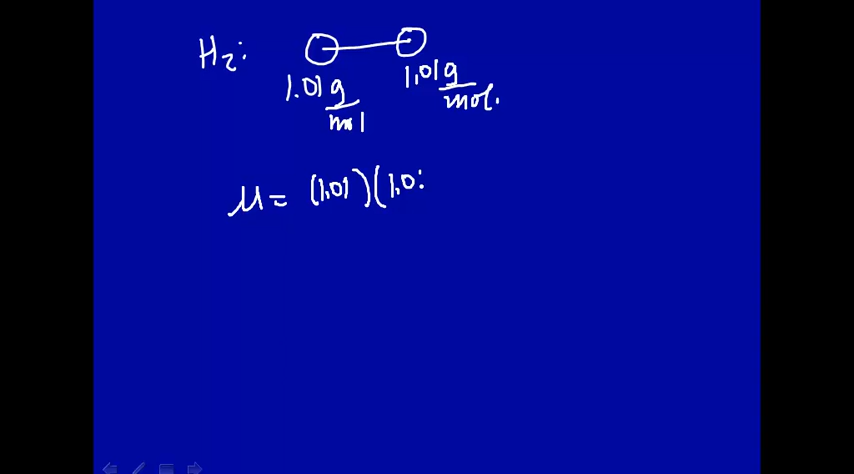 H₂:
1.01 g/mol 1.01 g/mol.
μ = (1.01)(1.0